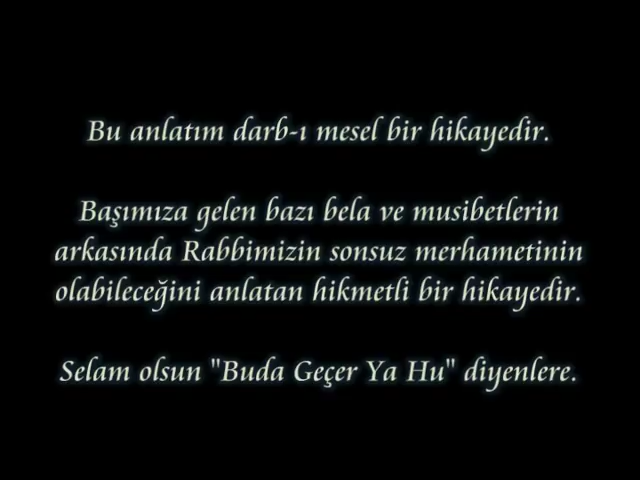 Bu anlatım darb-ı mesel bir hikayedir.
Başımıza gelen bazı bela ve musibetlerin
arkasında Rabbimizin sonsuz merhametinin
olabileceğini anlatan hikmetli bir hikayedir.
Selam olsun "Buda Geçer Ya Hu" diyenlere.